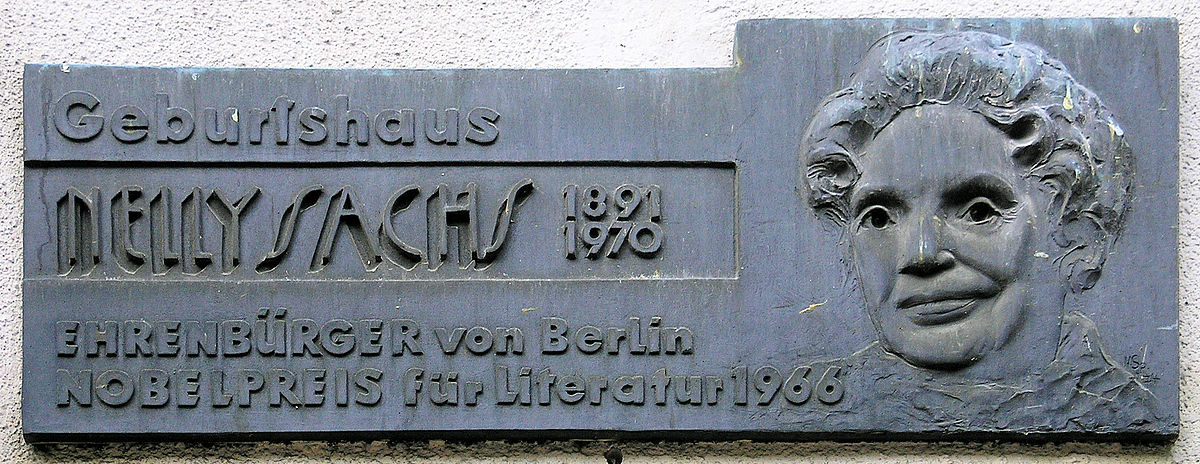 Geburtshaus
NELLY SACHS 1891
1970
EHRENBÜRGER von Berlin
NOBELPREIS für Literatur 1966